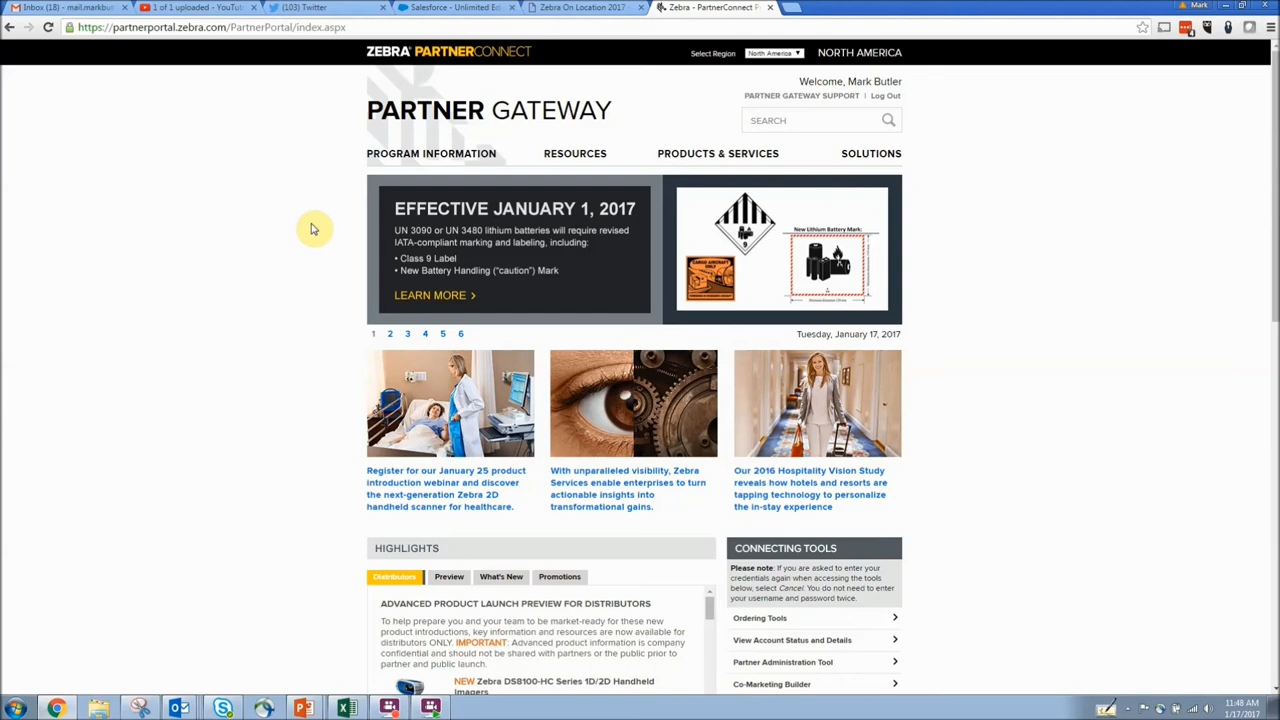 Inbox (18) - mail.markbut
1 of 1 uploaded - YouTu
(103) Twitter
Salesforce - Unlimited Ed
Zebra On Location 2017 -
Zebra - PartnerConnect P
Mark
https://partnerportal.zebra.com/PartnerPortal/index.aspx
ZEBRA PARTNERCONNECT
Select Region
North America
NORTH AMERICA
Welcome, Mark Butler
PARTNER GATEWAY SUPPORT | Log Out
PARTNER GATEWAY
SEARCH
PROGRAM INFORMATION
RESOURCES
PRODUCTS & SERVICES
SOLUTIONS
EFFECTIVE JANUARY 1, 2017
UN 3090 or UN 3480 lithium batteries will require revised
IATA-compliant marking and labeling, including:
• Class 9 Label
• New Battery Handling ("caution") Mark
LEARN MORE >
New Lithium Battery Mark:
9
CARGO AIRCRAFT
ONLY
1 2 3 4 5 6
Tuesday, January 17, 2017
Register for our January 25 product
introduction webinar and discover
the next-generation Zebra 2D
handheld scanner for healthcare.
With unparalleled visibility, Zebra
Services enable enterprises to turn
actionable insights into
transformational gains.
Our 2016 Hospitality Vision Study
reveals how hotels and resorts are
tapping technology to personalize
the in-stay experience
HIGHLIGHTS
Distributors
Preview
What's New
Promotions
ADVANCED PRODUCT LAUNCH PREVIEW FOR DISTRIBUTORS
To help prepare you and your team to be market-ready for these new
product introductions, key information and resources are now available for
distributors ONLY. IMPORTANT: Advanced product information is company
confidential and should not be shared with partners or the public prior to
partner and public launch.
NEW Zebra DS8100-HC Series 1D/2D Handheld
Imagers
CONNECTING TOOLS
Please note: If you are asked to enter your
credentials again when accessing the tools
below, select Cancel. You do not need to enter
your username and password twice.
Ordering Tools
View Account Status and Details
Partner Administration Tool
Co-Marketing Builder
11:48 AM
1/17/2017